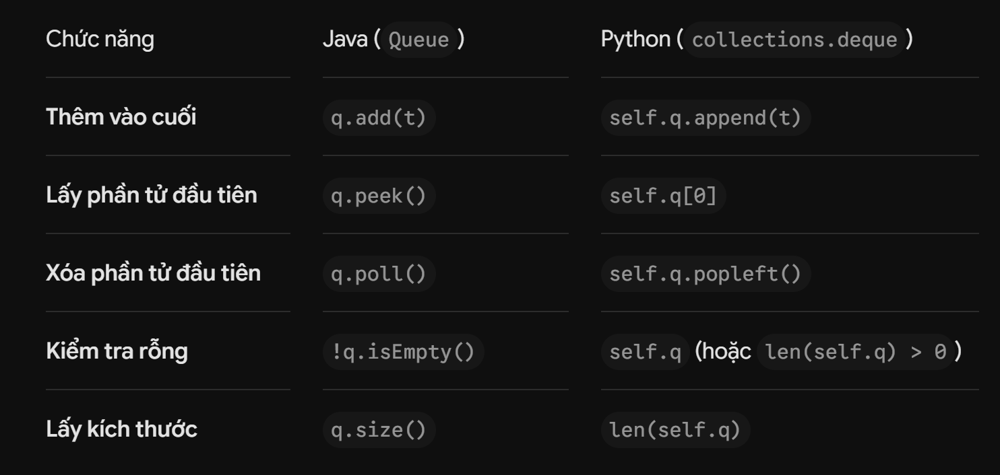 Chức năng Java ( Queue ) Python ( collections.deque )
Thêm vào cuối q.add(t) self.q.append(t)
Lấy phần tử đầu tiên q.peek() self.q[0]
Xóa phần tử đầu tiên q.poll() self.q.popleft()
Kiểm tra rỗng !q.isEmpty() self.q (hoặc len(self.q) > 0 )
Lấy kích thước q.size() len(self.q)